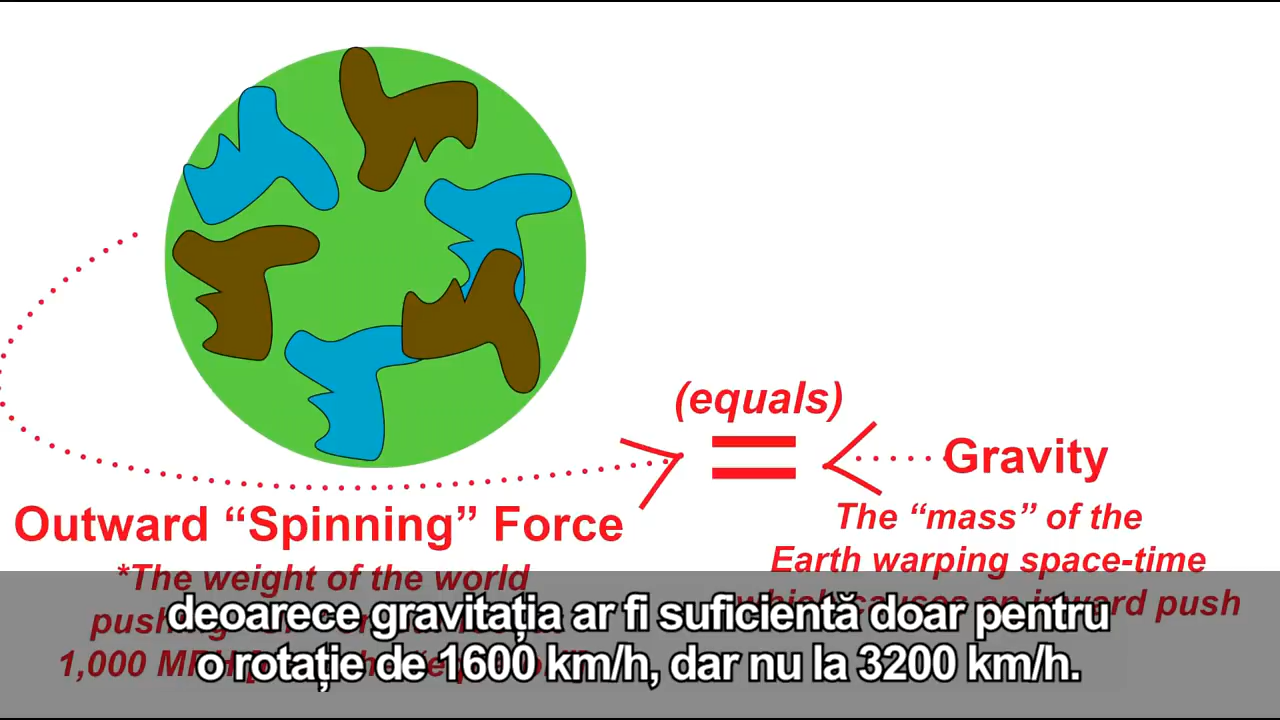 (equals)
=
Gravity
Outward “Spinning” Force
The “mass” of the
Earth warping space-time
*The weight of the world
push
1,000
deoarece gravitația ar fi suficientă doar pentru
o rotație de 1600 km/h, dar nu la 3200 km/h.